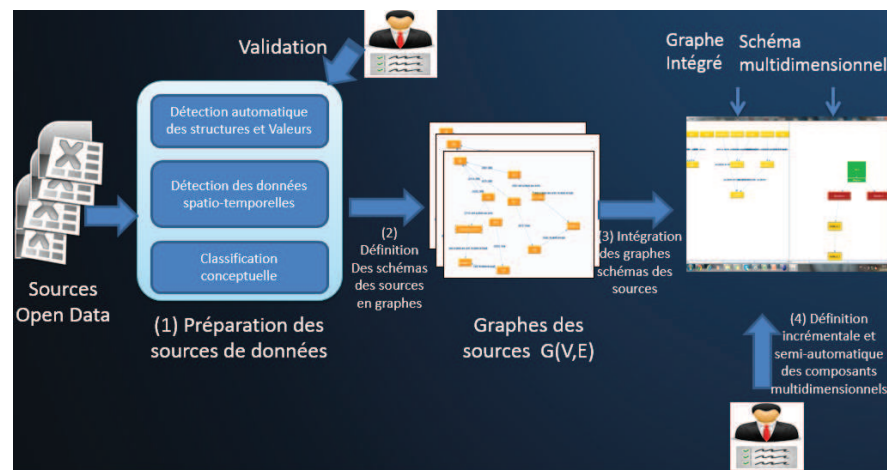 Validation
Graphe
Intégré
Schéma
multidimensionnel
Détection automatique
des structures et Valeurs
Détection des données
spatio-temporelles
Classification
conceptuelle
Sources
Open Data
(1) Préparation des
sources de données
(2)
Définition
Des schémas
des sources
en graphes
Graphes des
sources G(V,E)
(3) Intégration
des graphes
schémas des
sources
(4) Définition
incrémentale et
semi-automatique
des composants
multidimensionnels